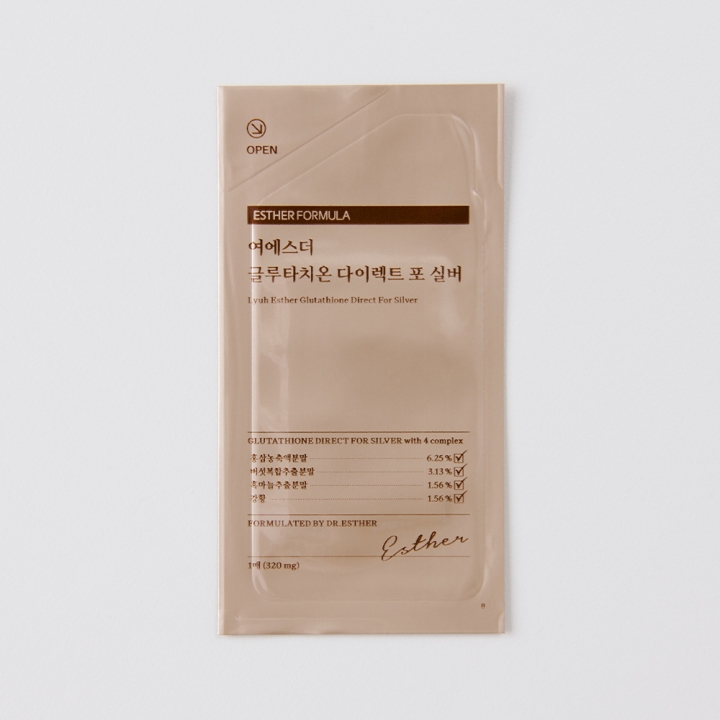 OPEN
ESTHER FORMULA
여에스더
글루타치온 다이렉트 포 실버
Lyuh Esther Glutathione Direct For Silver
GLUTATHIONE DIRECT FOR SILVER with 4 complex
홍삼농축액분말 6.25 %
버섯복합추출분말 3.13 %
흑마늘추출분말 1.56 %
강황 1.56 %
FORMULATED BY DR.ESTHER
Esther
1매 (320 mg)